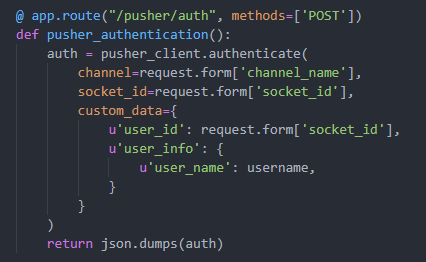 @ app.route("/pusher/auth", methods=['POST'])
def pusher_authentication():
    auth = pusher_client.authenticate(
        channel=request.form['channel_name'],
        socket_id=request.form['socket_id'],
        custom_data={
            u'user_id': request.form['socket_id'],
            u'user_info': {
                u'user_name': username,
            }
        }
    )
    return json.dumps(auth)